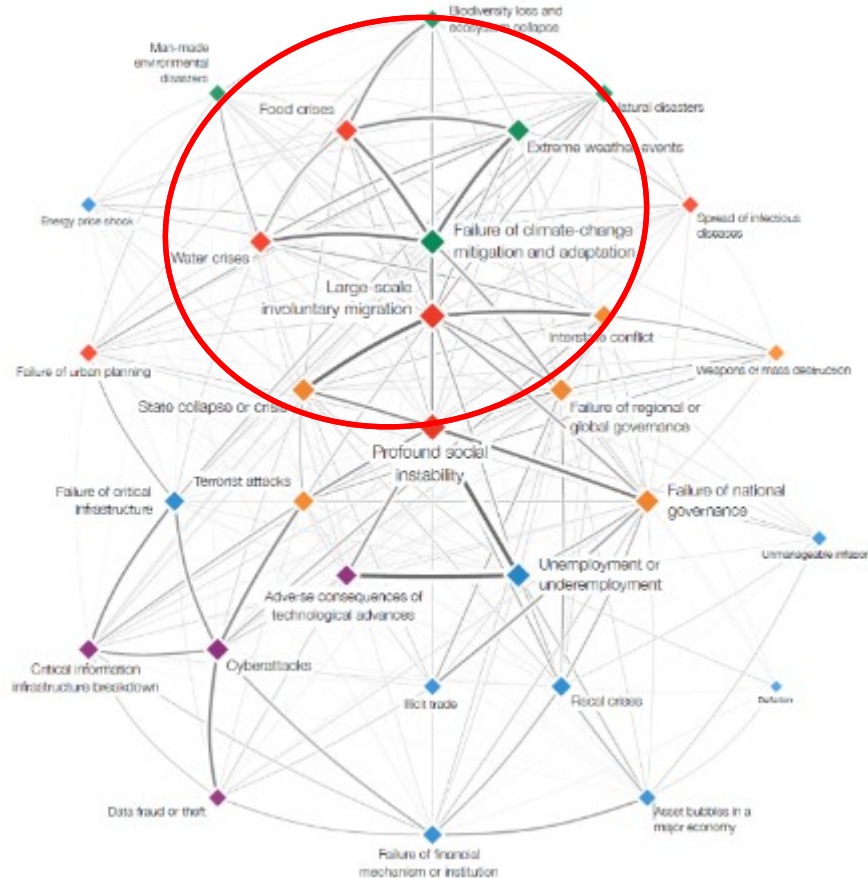 Biodiversity loss and
ecosystem collapse
Man-made
environmental
disasters
Food crises
Natural disasters
Extreme weather events
Energy price shock
Spread of infectious
diseases
Water crises
Failure of climate-change
mitigation and adaptation
Large-scale
involuntary migration
Interstate conflict
Failure of urban planning
Weapons of mass destruction
State collapse or crisis
Failure of regional or
global governance
Profound social
instability
Failure of critical
infrastructure
Terrorist attacks
Failure of national
governance
Unmanageable inflation
Unemployment or
underemployment
Adverse consequences of
technological advances
Critical information
infrastructure breakdown
Cyberattacks
Illicit trade
Fiscal crises
Deflation
Data fraud or theft
Asset bubbles in a
major economy
Failure of financial
mechanism or institution